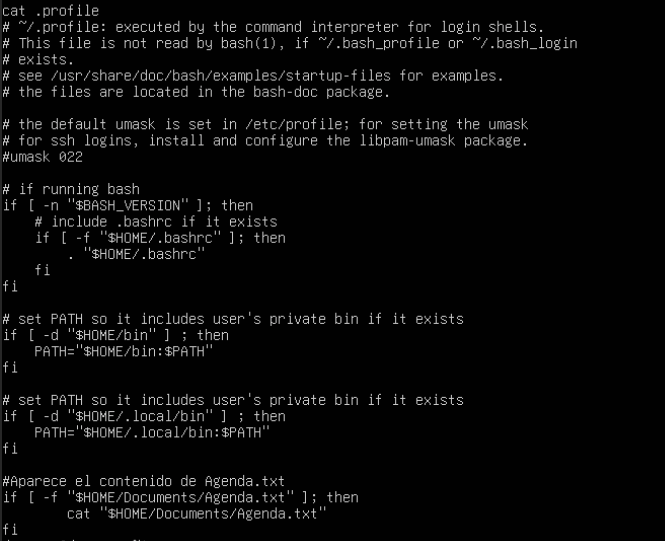 cat .profile
# ~/.profile: executed by the command interpreter for login shells.
# This file is not read by bash(1), if ~/.bash_profile or ~/.bash_login
# exists.
# see /usr/share/doc/bash/examples/startup-files for examples.
# the files are located in the bash-doc package.

# the default umask is set in /etc/profile; for setting the umask
# for ssh logins, install and configure the libpam-umask package.
#umask 022

# if running bash
if [ -n "$BASH_VERSION" ]; then
    # include .bashrc if it exists
    if [ -f "$HOME/.bashrc" ]; then
        . "$HOME/.bashrc"
    fi
fi

# set PATH so it includes user's private bin if it exists
if [ -d "$HOME/bin" ] ; then
    PATH="$HOME/bin:$PATH"
fi

# set PATH so it includes user's private bin if it exists
if [ -d "$HOME/.local/bin" ] ; then
    PATH="$HOME/.local/bin:$PATH"
fi

#Aparece el contenido de Agenda.txt
if [ -f "$HOME/Documents/Agenda.txt" ]; then
        cat "$HOME/Documents/Agenda.txt"
fi